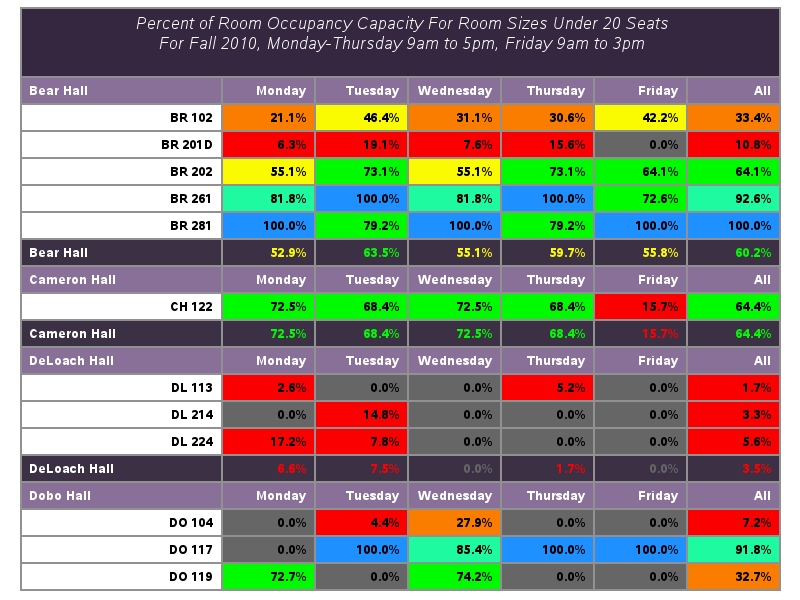 Percent of Room Occupancy Capacity For Room Sizes Under 20 Seats
For Fall 2010, Monday-Thursday 9am to 5pm, Friday 9am to 3pm
Bear Hall Monday Tuesday Wednesday Thursday Friday All
BR 102 21.1% 46.4% 31.1% 30.6% 42.2% 33.4%
BR 201D 6.3% 19.1% 7.6% 15.6% 0.0% 10.8%
BR 202 55.1% 73.1% 55.1% 73.1% 64.1% 64.1%
BR 261 81.8% 100.0% 81.8% 100.0% 72.6% 92.6%
BR 281 100.0% 79.2% 100.0% 79.2% 100.0% 100.0%
Bear Hall 52.9% 63.5% 55.1% 59.7% 55.8% 60.2%
Cameron Hall Monday Tuesday Wednesday Thursday Friday All
CH 122 72.5% 68.4% 72.5% 68.4% 15.7% 64.4%
Cameron Hall 72.5% 68.4% 72.5% 68.4% 15.7% 64.4%
DeLoach Hall Monday Tuesday Wednesday Thursday Friday All
DL 113 2.6% 0.0% 0.0% 5.2% 0.0% 1.7%
DL 214 0.0% 14.8% 0.0% 0.0% 0.0% 3.3%
DL 224 17.2% 7.8% 0.0% 0.0% 0.0% 5.6%
DeLoach Hall 6.6% 7.5% 0.0% 1.7% 0.0% 3.5%
Dobo Hall Monday Tuesday Wednesday Thursday Friday All
DO 104 0.0% 4.4% 27.9% 0.0% 0.0% 7.2%
DO 117 0.0% 100.0% 85.4% 100.0% 100.0% 91.8%
DO 119 72.7% 0.0% 74.2% 0.0% 0.0% 32.7%